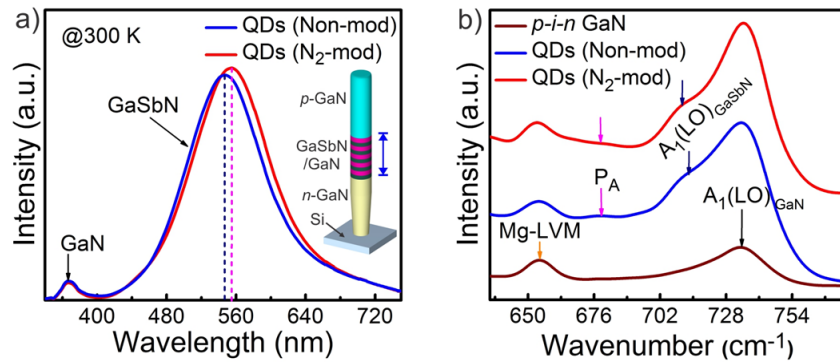 a)
@300 K
QDs (Non-mod)
QDs (N₂-mod)
GaSbN
GaN
p-GaN
GaSbN
/GaN
n-GaN
Si
Intensity (a.u.)
400 480 560 640 720
Wavelength (nm)
b)
p-i-n GaN
QDs (Non-mod)
QDs (N₂-mod)
A₁(LO)GaSbN
P_A
A₁(LO)GaN
Mg-LVM
Intensity (a.u.)
650 676 702 728 754
Wavenumber (cm⁻¹)